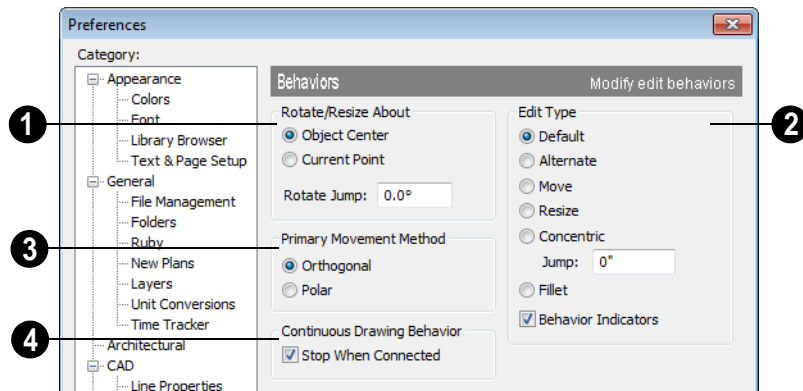 Preferences
Category:
Appearance
Colors
Font
Library Browser
Text & Page Setup
General
File Management
Folders
Ruby
New Plans
Layers
Unit Conversions
Time Tracker
Architectural
CAD
Line Properties
Behaviors
Modify edit behaviors
1
Rotate/Resize About
Object Center
Current Point
Rotate Jump: 0.0°
3
Primary Movement Method
Orthogonal
Polar
4
Continuous Drawing Behavior
Stop When Connected
2
Edit Type
Default
Alternate
Move
Resize
Concentric
Jump: 0"
Fillet
Behavior Indicators